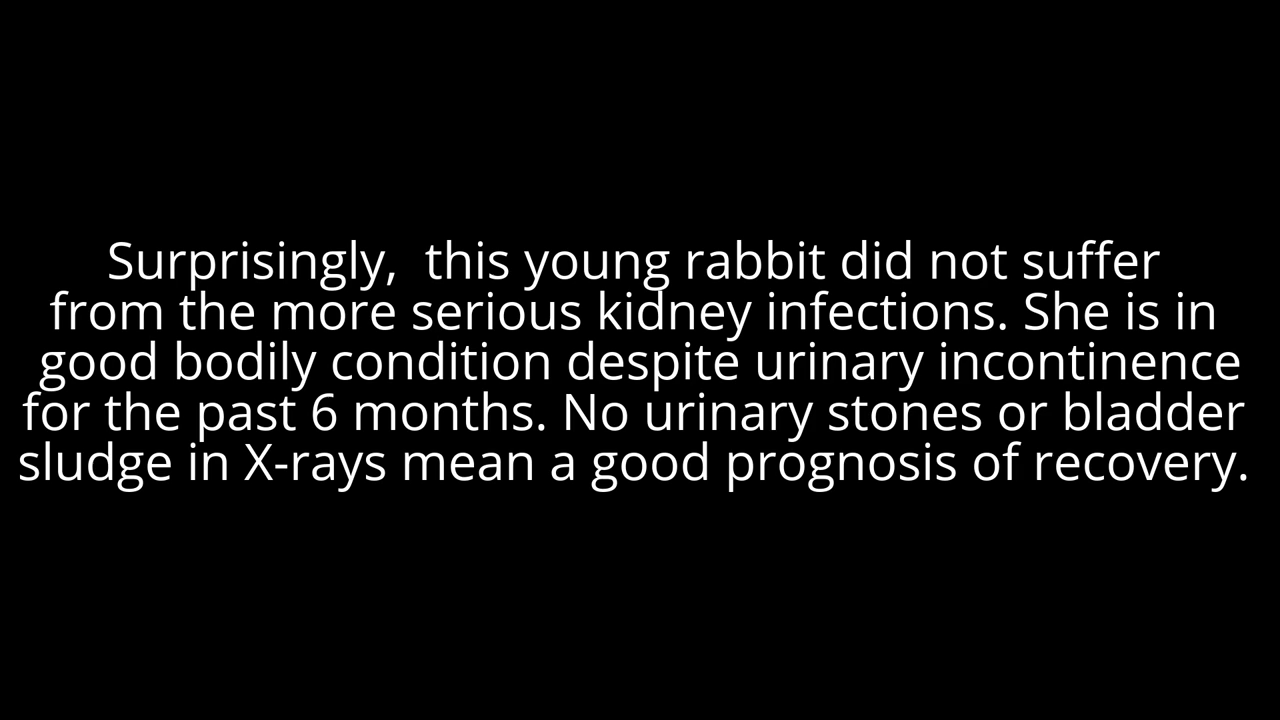 Surprisingly,  this young rabbit did not suffer
from the more serious kidney infections. She is in
good bodily condition despite urinary incontinence
for the past 6 months. No urinary stones or bladder
sludge in X-rays mean a good prognosis of recovery.